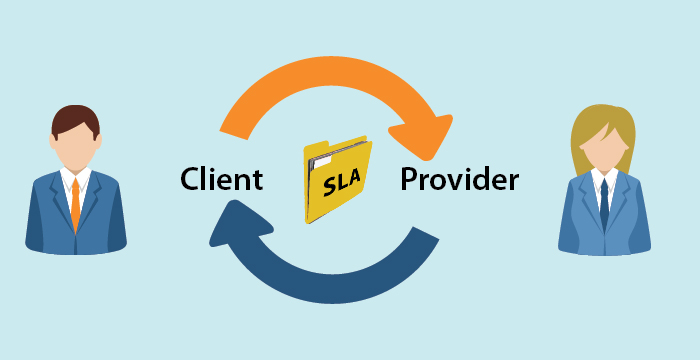 Client
SLA
Provider